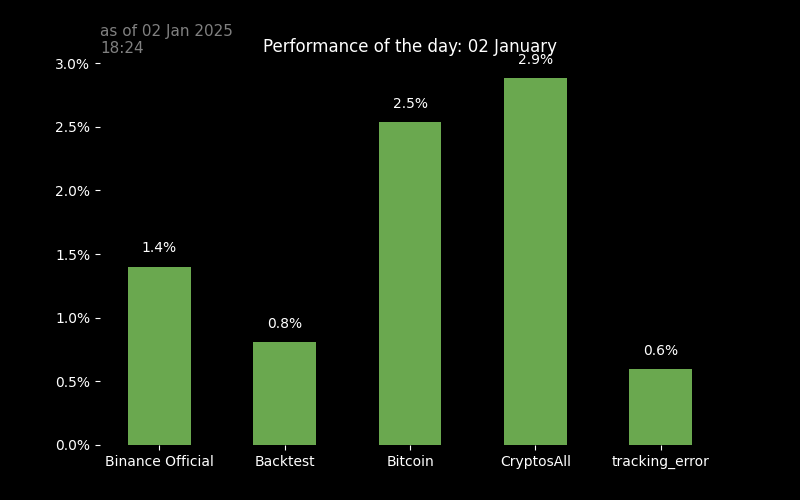 as of 02 Jan 2025
18:24
Performance of the day: 02 January
3.0%
2.5%
2.0%
1.5%
1.0%
0.5%
0.0%
1.4%
0.8%
2.5%
2.9%
0.6%
Binance Official
Backtest
Bitcoin
CryptosAll
tracking_error